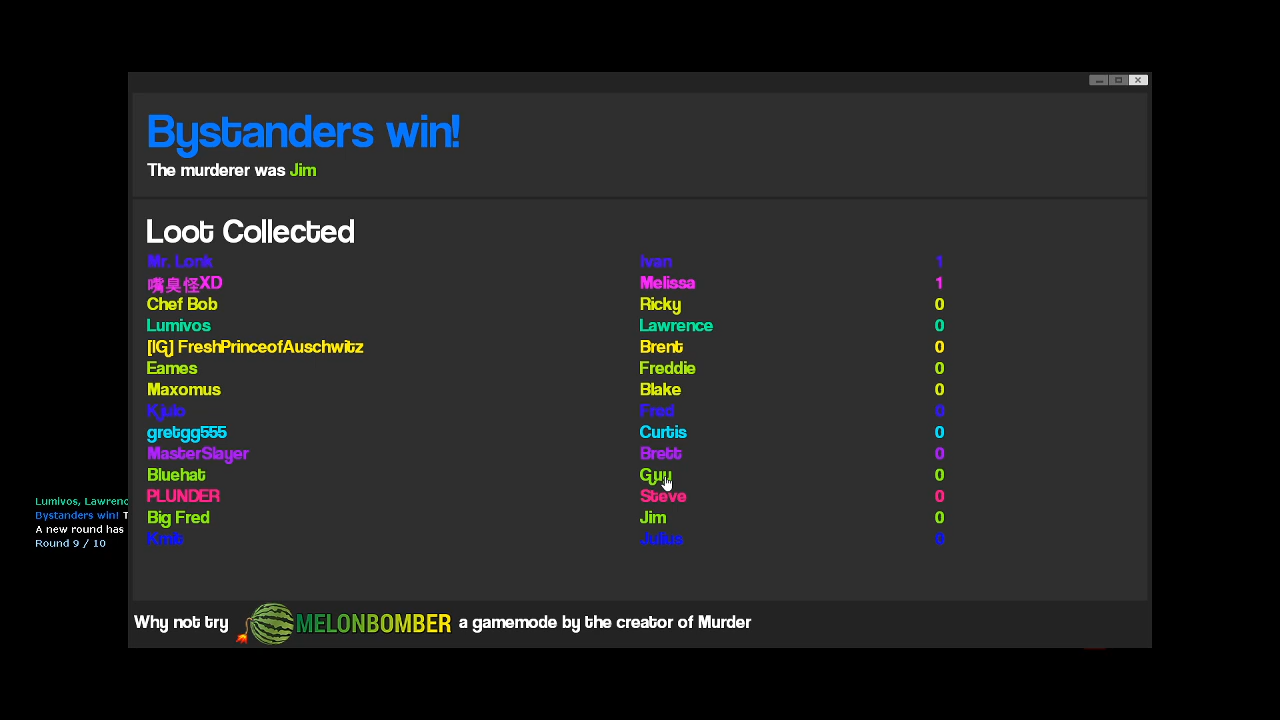 Bystanders win!
The murderer was Jim
Loot Collected
Mr. Lonk Ivan 1
嘴臭怪XD Melissa 1
Chef Bob Ricky 0
Lumivos Lawrence 0
[IG] FreshPrinceofAuschwitz Brent 0
Eames Freddie 0
Maxomus Blake 0
Kjulo Fred 0
gretgg555 Curtis 0
MasterSlayer Brett 0
Bluehat Guy 0
PLUNDER Steve 0
Big Fred Jim 0
Kmlt Julius 0
Lumivos, Lawrenc
Bystanders win! T
A new round has
Round 9 / 10
Why not try MELONBOMBER a gamemode by the creator of Murder